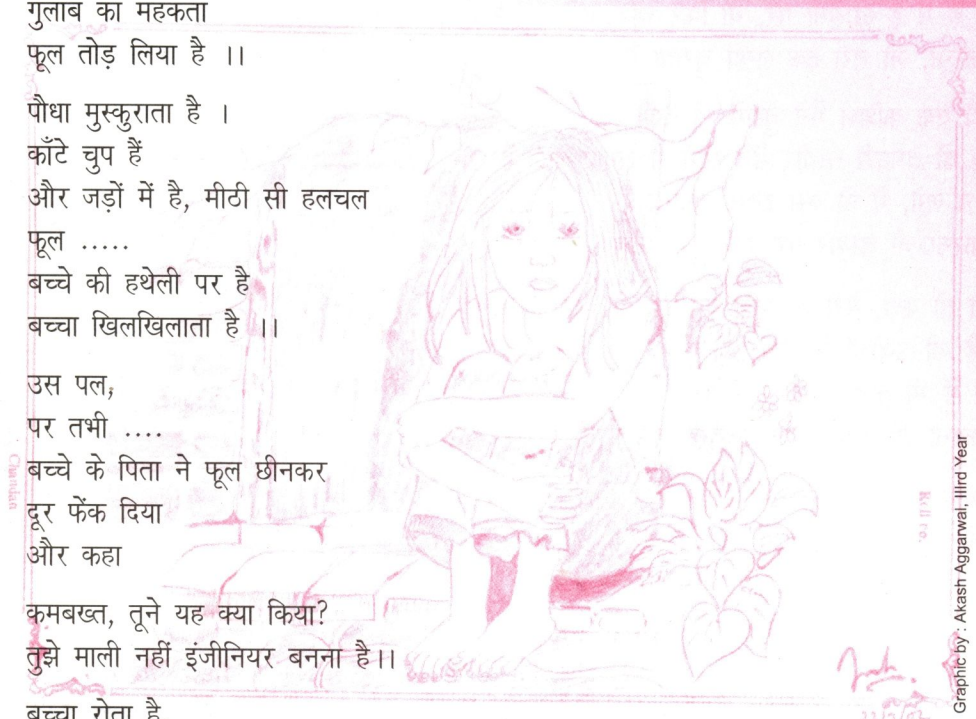 गुलाब का महकता
फूल तोड़ लिया है ।।
पौधा मुस्कुराता है ।
काँटे चुप हैं
और जड़ों में है, मीठी सी हलचल
फूल .....
बच्चे की हथेली पर है
बच्चा खिलखिलाता है ।।
उस पल,
पर तभी ....
बच्चे के पिता ने फूल छीनकर
दूर फेंक दिया
और कहा
कमबख्त, तूने यह क्या किया?
तुझे माली नहीं इंजीनियर बनना है।।
बच्चा रोता है
Graphic by : Akash Aggarwal, IIIrd Year